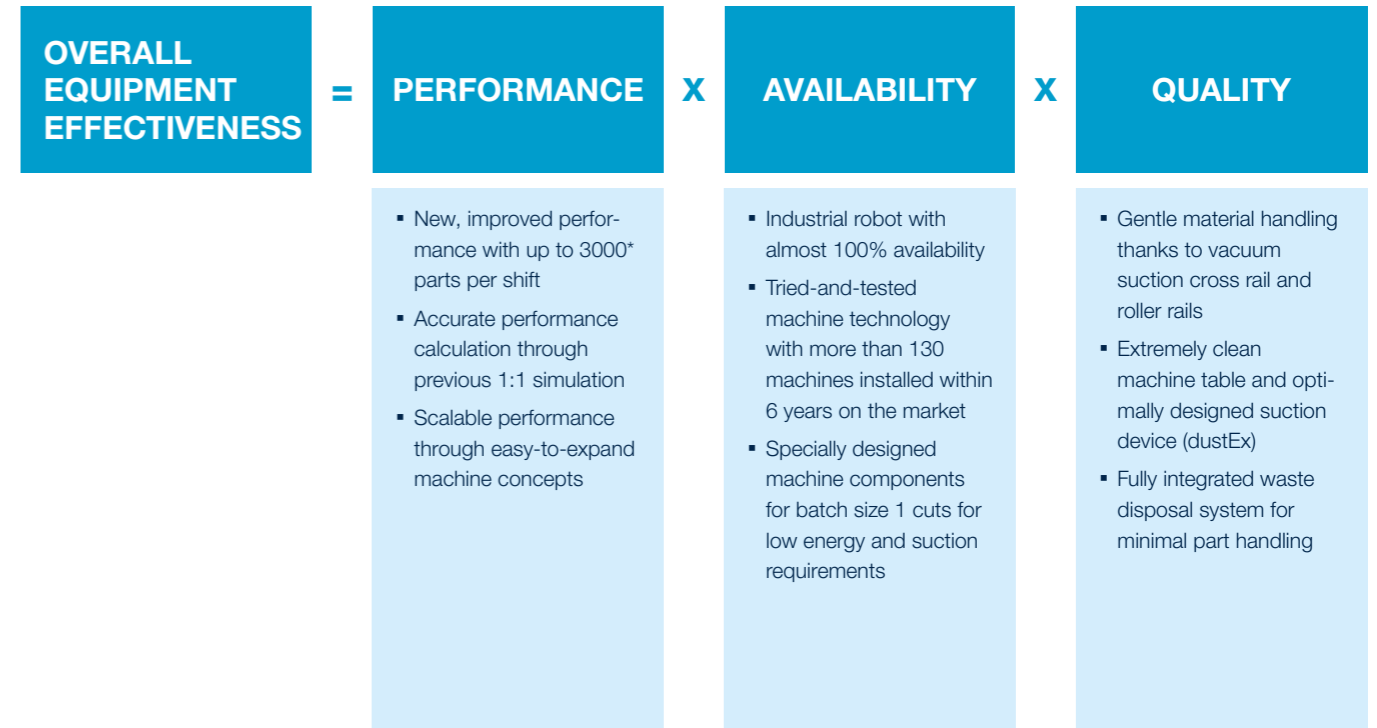 OVERALL
EQUIPMENT
EFFECTIVENESS
=
PERFORMANCE
X
AVAILABILITY
X
QUALITY
▪ New, improved perfor-
mance with up to 3000*
parts per shift
▪ Accurate performance
calculation through
previous 1:1 simulation
▪ Scalable performance
through easy-to-expand
machine concepts
▪ Industrial robot with
almost 100% availability
▪ Tried-and-tested
machine technology
with more than 130
machines installed within
6 years on the market
▪ Specially designed
machine components
for batch size 1 cuts for
low energy and suction
requirements
▪ Gentle material handling
thanks to vacuum
suction cross rail and
roller rails
▪ Extremely clean
machine table and opti-
mally designed suction
device (dustEx)
▪ Fully integrated waste
disposal system for
minimal part handling